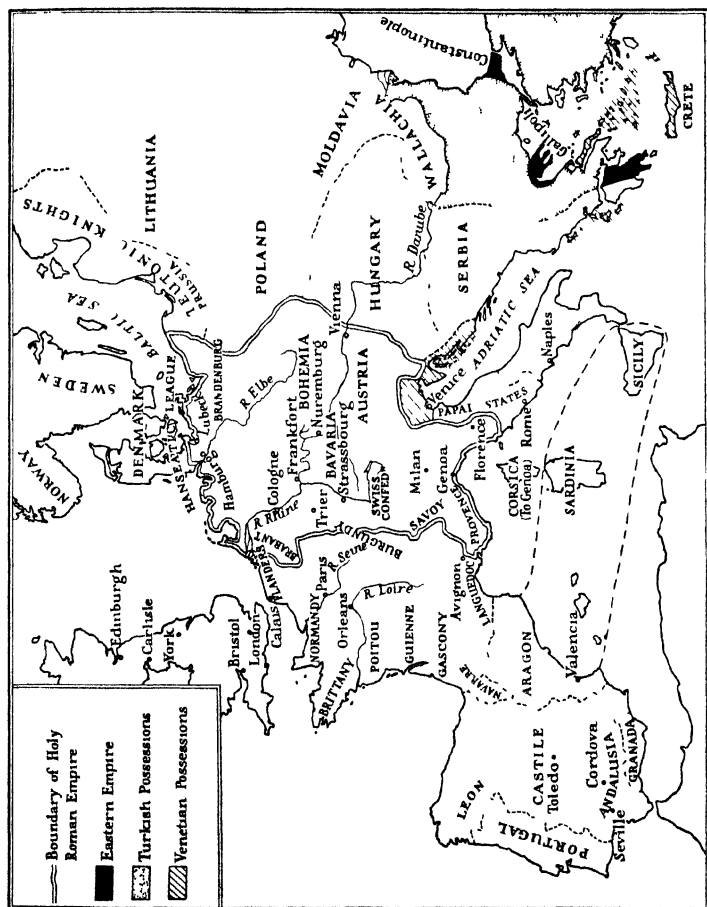 Boundary of Holy
Roman Empire
Eastern Empire
Turkish Possessions
Venetian Possessions
NORWAY
SWEDEN
DENMARK
BALTIC SEA
TEUTONIC KNIGHTS
PRUSSIA
LITHUANIA
HANSEATIC LEAGUE
Lubeck
Hamburg
BRANDENBURG
POLAND
MOLDAVIA
WALLACHIA
Edinburgh
Carlisle
York
Bristol
London
Calais
FLANDERS
BRABANT
R Rhine
Cologne
R Elbe
Frankfort
BOHEMIA
Nuremburg
Trier
BAVARIA
Strassbourg
Vienna
AUSTRIA
HUNGARY
R Danube
SERBIA
NORMANDY
Paris
R. Seine
BRITTANY
Orleans
R. Loire
BURGUNDY
POITOU
GUIENNE
GASCONY
SWISS
CONFED
SAVOY
Milan
Genoa
Venice
ADRIATIC SEA
Avignon
PROVENCE
LANGUEDOC
Florence
PAPAI STATES
Rome
Naples
CORSICA
(To Genoa)
SARDINIA
SICILY
Constantinople
Gallipoli
CRETE
NAVARRE
ARAGON
Valencia
LEON
CASTILE
Toledo
PORTUGAL
Cordova
ANDALUSIA
Seville
GRANADA